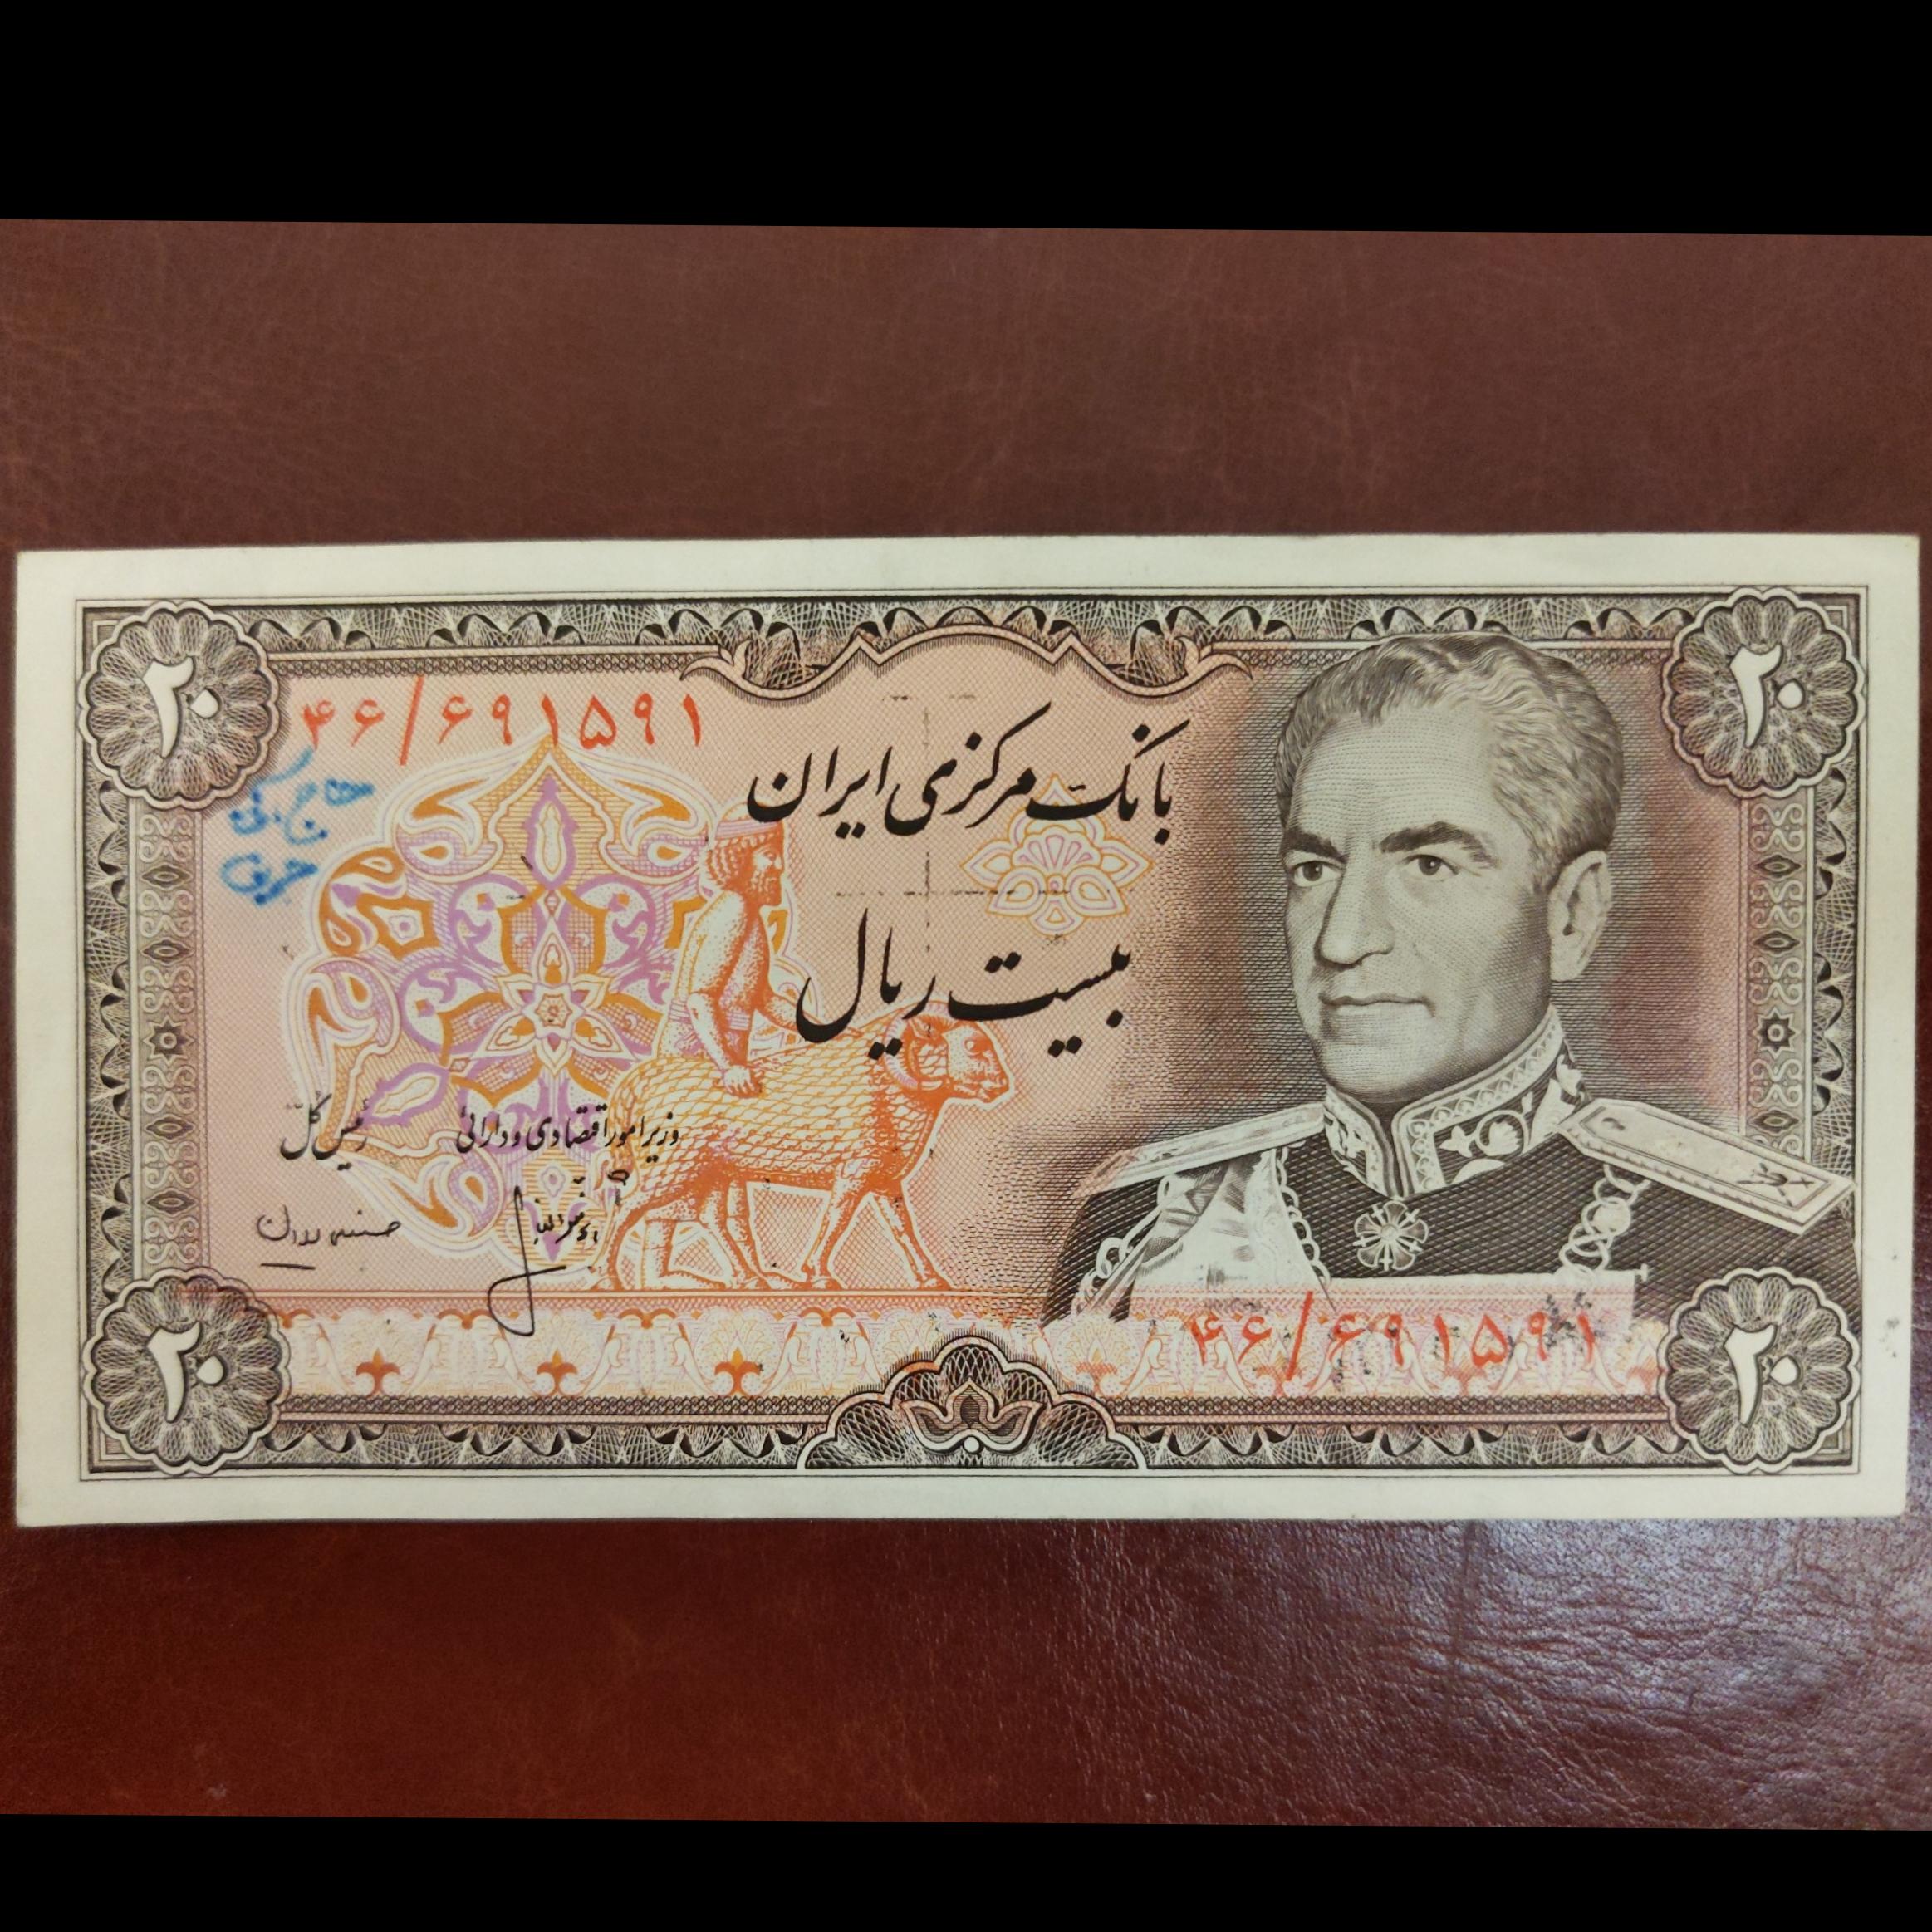 ۲۰
۲۰
۴۶/۶۹۱۵۹۱
بانک مرکزی ایران
بیست ریال
وزیر امور اقتصادی و دارائی
رئیس کل
۴۶/۶۹۱۵۹۱
۲۰
۲۰